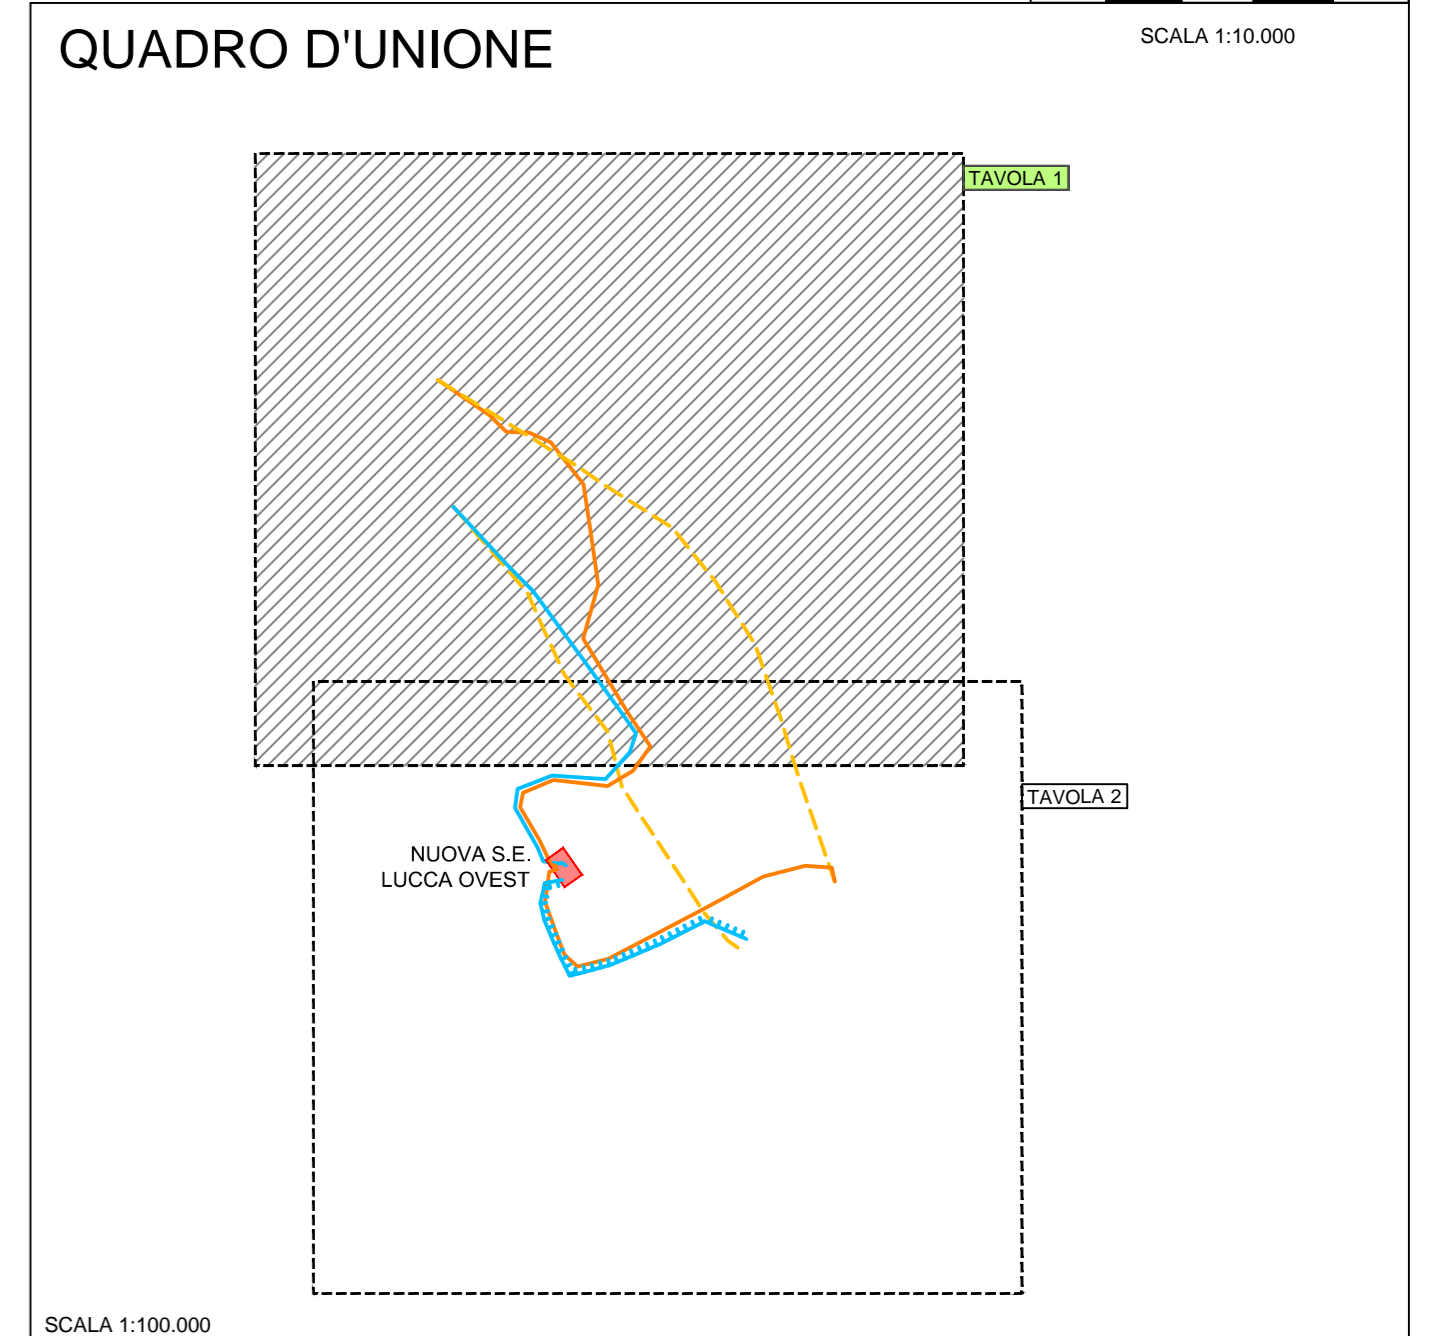 QUADRO D'UNIONE
SCALA 1:10.000
TAVOLA 1
TAVOLA 2
NUOVA S.E.
LUCCA OVEST
SCALA 1:100.000